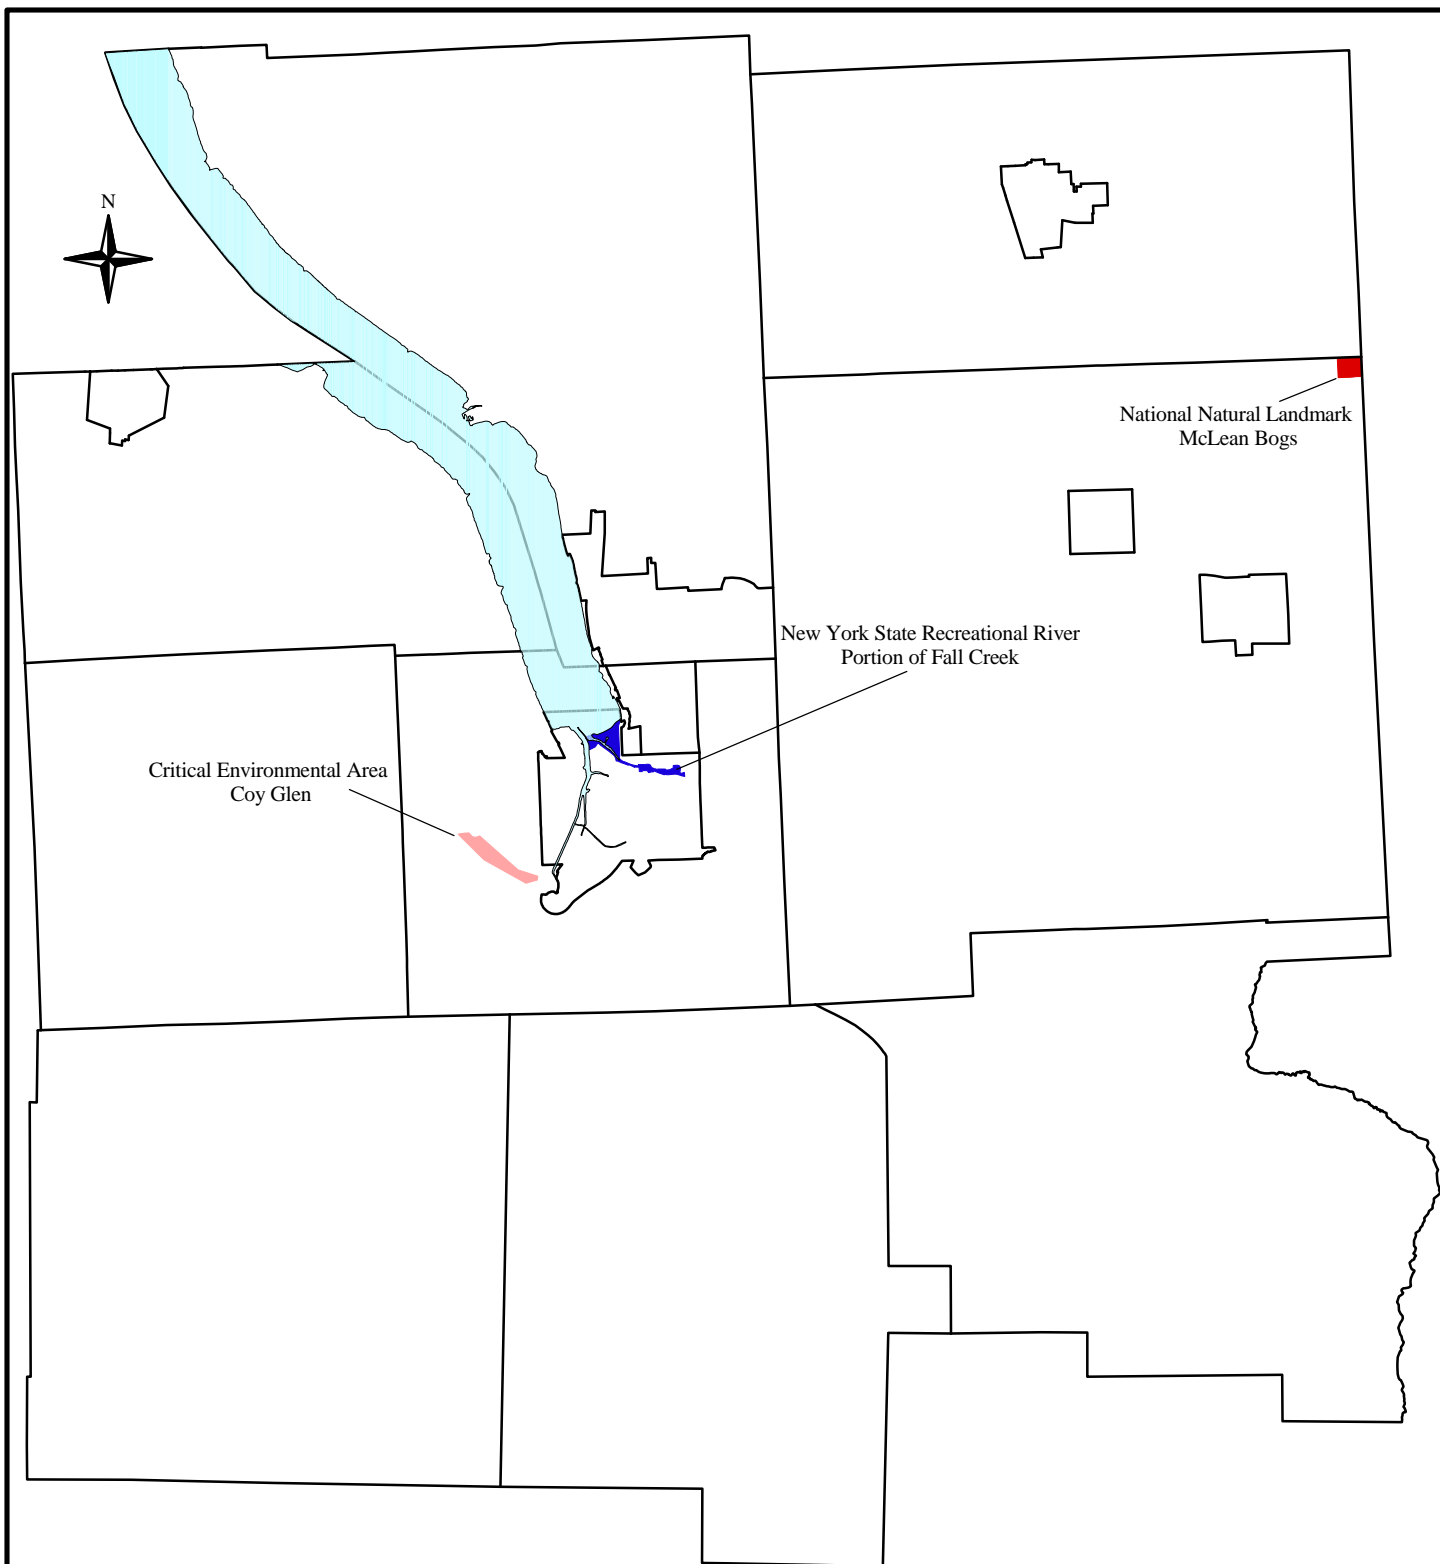 N
National Natural Landmark
McLean Bogs
New York State Recreational River
Portion of Fall Creek
Critical Environmental Area
Coy Glen